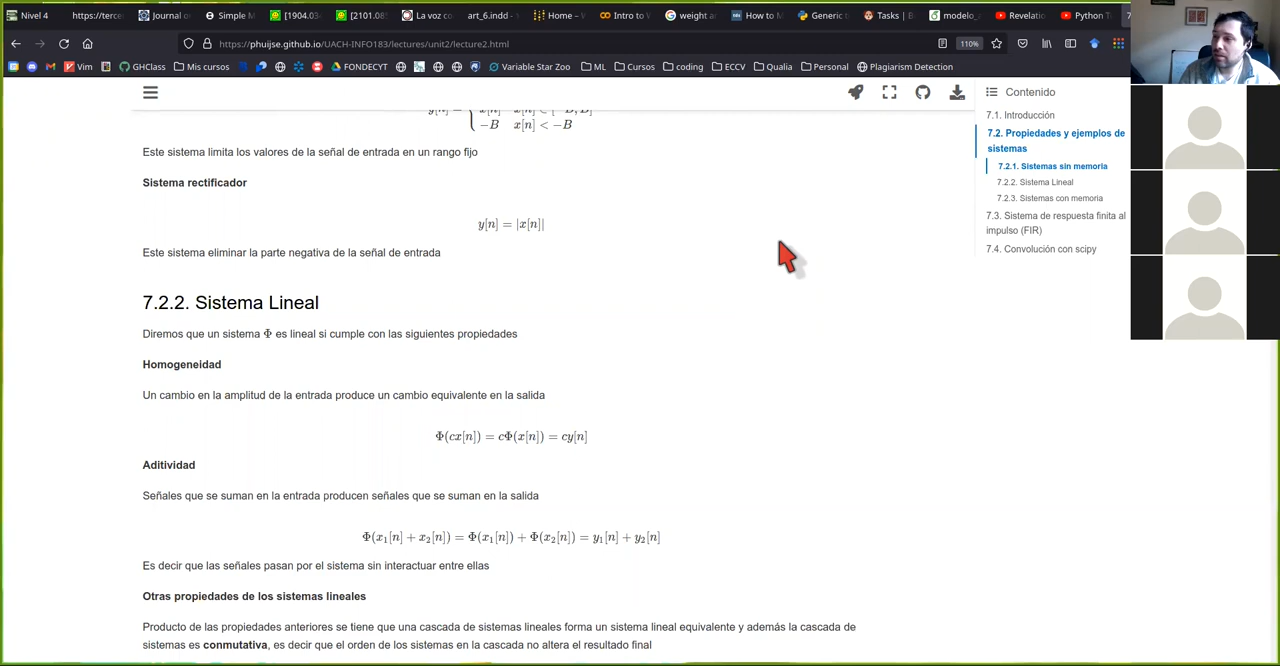 Nivel 4
https://terce
Journal o
Simple M
[1904.03
[2101.08
La voz co
art_6.indd -
Home –
Intro to
weight a
How to M
Generic t
Tasks | B
modelo_
Revelatio
Python T
https://phuijse.github.io/UACH-INFO183/lectures/unit2/lecture2.html
110%
Vim
GHClass
Mis cursos
FONDECYT
Variable Star Zoo
ML
Cursos
coding
ECCV
Qualia
Personal
Plagiarism Detection
Contenido
7.1. Introducción
7.2. Propiedades y ejemplos de
sistemas
7.2.1. Sistemas sin memoria
7.2.2. Sistema Lineal
7.2.3. Sistemas con memoria
7.3. Sistema de respuesta finita al
impulso (FIR)
7.4. Convolución con scipy
−B x[n] < −B
Este sistema limita los valores de la señal de entrada en un rango fijo
Sistema rectificador
y[n] = |x[n]|
Este sistema eliminar la parte negativa de la señal de entrada
7.2.2. Sistema Lineal
Diremos que un sistema Φ es lineal si cumple con las siguientes propiedades
Homogeneidad
Un cambio en la amplitud de la entrada produce un cambio equivalente en la salida
Φ(cx[n]) = cΦ(x[n]) = cy[n]
Aditividad
Señales que se suman en la entrada producen señales que se suman en la salida
Φ(x₁[n] + x₂[n]) = Φ(x₁[n]) + Φ(x₂[n]) = y₁[n] + y₂[n]
Es decir que las señales pasan por el sistema sin interactuar entre ellas
Otras propiedades de los sistemas lineales
Producto de las propiedades anteriores se tiene que una cascada de sistemas lineales forma un sistema lineal equivalente y además la cascada de
sistemas es conmutativa, es decir que el orden de los sistemas en la cascada no altera el resultado final